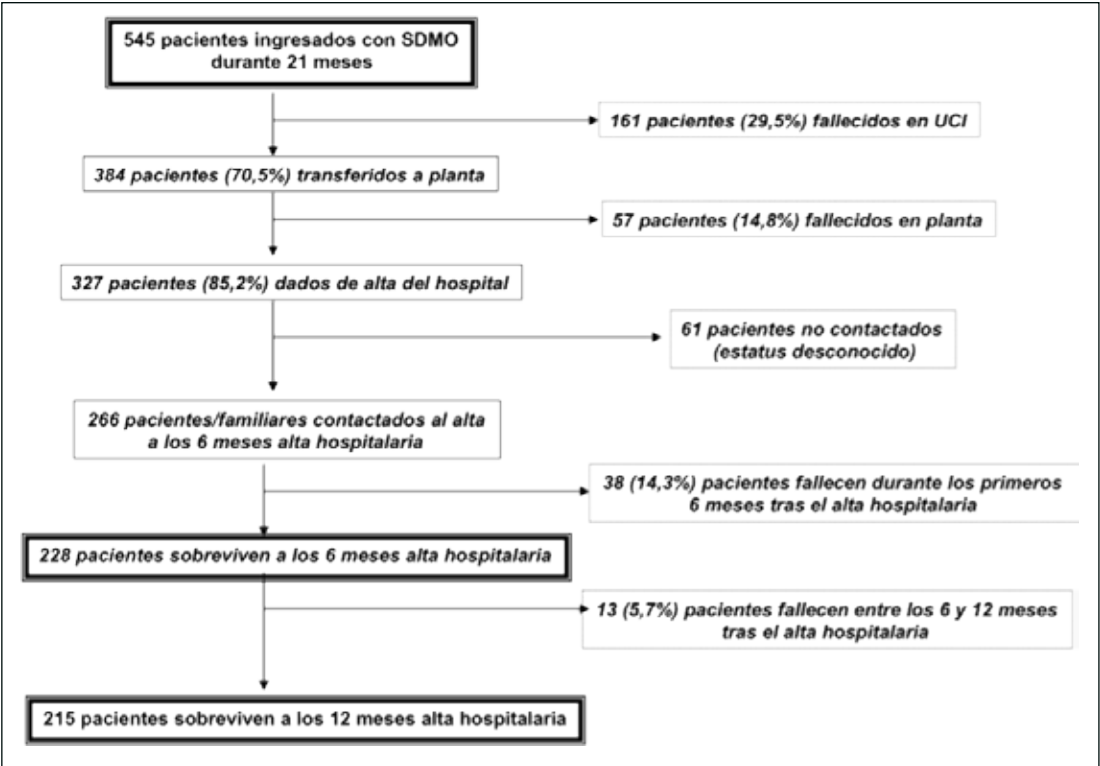 545 pacientes ingresados con SDMO
durante 21 meses
161 pacientes (29,5%) fallecidos en UCI
384 pacientes (70,5%) transferidos a planta
57 pacientes (14,8%) fallecidos en planta
327 pacientes (85,2%) dados de alta del hospital
61 pacientes no contactados
(estatus desconocido)
266 pacientes/familiares contactados al alta
a los 6 meses alta hospitalaria
38 (14,3%) pacientes fallecen durante los primeros
6 meses tras el alta hospitalaria
228 pacientes sobreviven a los 6 meses alta hospitalaria
13 (5,7%) pacientes fallecen entre los 6 y 12 meses
tras el alta hospitalaria
215 pacientes sobreviven a los 12 meses alta hospitalaria